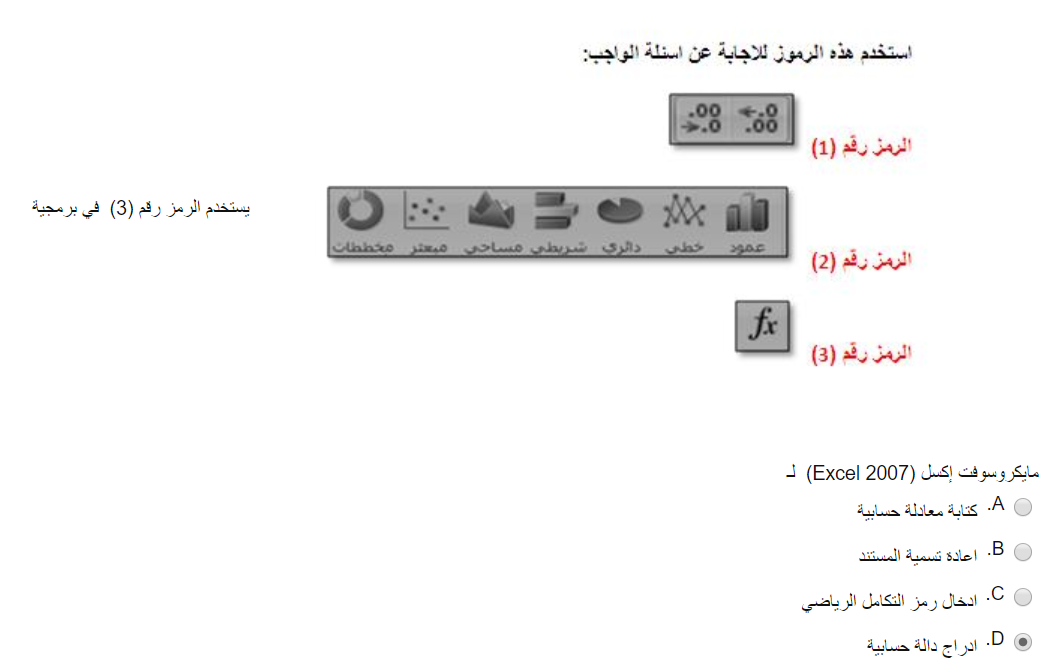 استخدم هذه الرموز للاجابة عن اسئلة الواجب:
.00 .0
.0 .00
الرمز رقم (1)
يستخدم الرمز رقم (3) في برمجية
عمود خطي دائري شريطي مساحي مبعثر مخططات
الرمز رقم (2)
fx
الرمز رقم (3)
مايكروسوفت إكسل (Excel 2007) لـ
A. كتابة معادلة حسابية
B. اعادة تسمية المستند
C. ادخال رمز التكامل الرياضي
D. ادراج دالة حسابية